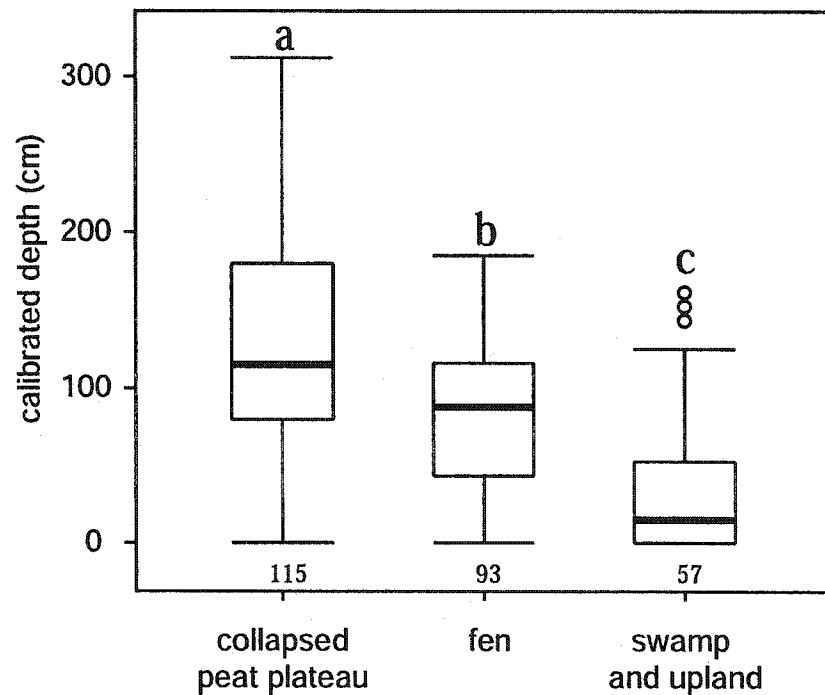 a
300
b
200
c
100
0
calibrated depth (cm)
115 93 57
collapsed peat plateau
fen
swamp and upland